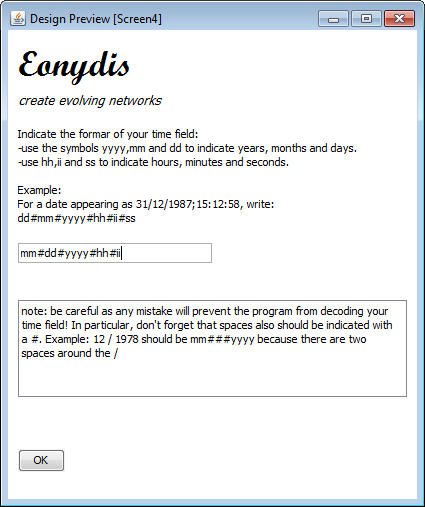 Design Preview [Screen4]
Eonydis
create evolving networks
Indicate the formar of your time field:
-use the symbols yyyy,mm and dd to indicate years, months and days.
-use hh,ii and ss to indicate hours, minutes and seconds.
Example:
For a date appearing as 31/12/1987;15:12:58, write:
dd#mm#yyyy#hh#ii#ss
mm#dd#yyyy#hh#ii
note: be careful as any mistake will prevent the program from decoding your
time field! In particular, don't forget that spaces also should be indicated with
a #. Example: 12 / 1978 should be mm###yyyy because there are two
spaces around the /
OK